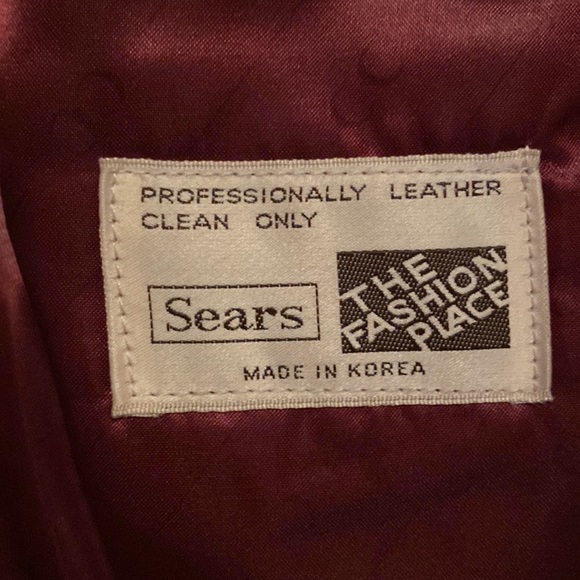 PROFESSIONALLY LEATHER
CLEAN ONLY
Sears
THE
FASHION
PLACE
MADE IN KOREA